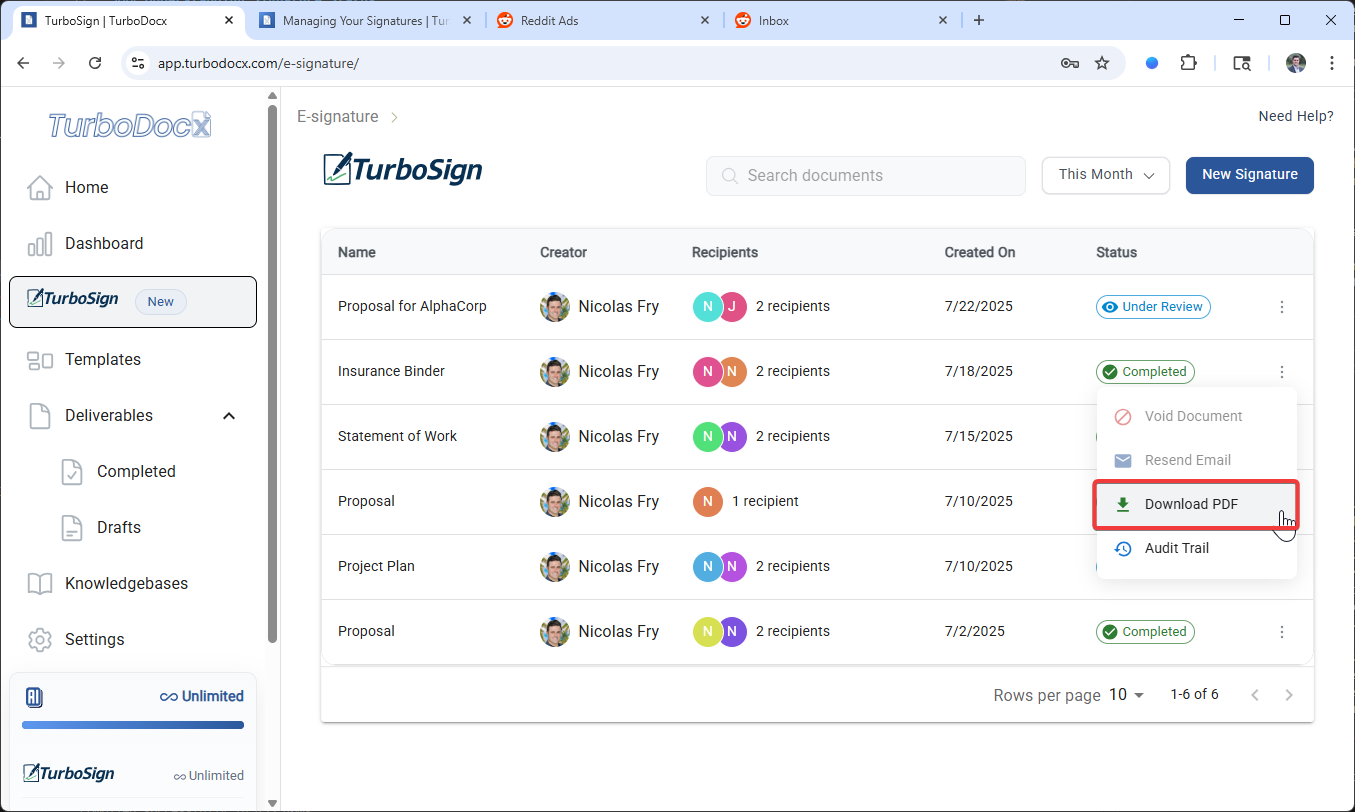 TurboSign | TurboDocx
Managing Your Signatures | Tur
Reddit Ads
Inbox
app.turbodocx.com/e-signature/
TurboDocX
Home
Dashboard
TurboSign New
Templates
Deliverables
Completed
Drafts
Knowledgebases
Settings
Unlimited
TurboSign Unlimited
E-signature
Need Help?
TurboSign
Search documents
This Month
New Signature
Name Creator Recipients Created On Status
Proposal for AlphaCorp Nicolas Fry N J 2 recipients 7/22/2025 Under Review
Insurance Binder Nicolas Fry N N 2 recipients 7/18/2025 Completed
Statement of Work Nicolas Fry N N 2 recipients 7/15/2025
Proposal Nicolas Fry N 1 recipient 7/10/2025
Project Plan Nicolas Fry N N 2 recipients 7/10/2025
Proposal Nicolas Fry N N 2 recipients 7/2/2025 Completed
Void Document
Resend Email
Download PDF
Audit Trail
Rows per page 10 1-6 of 6